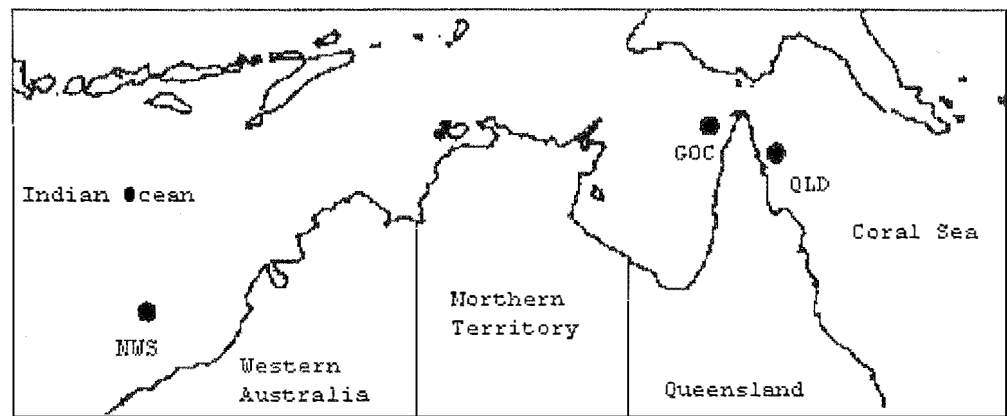 GOC
QLD
Indian Ocean
Coral Sea
Northern
Territory
NWS
Western
Australia
Queensland